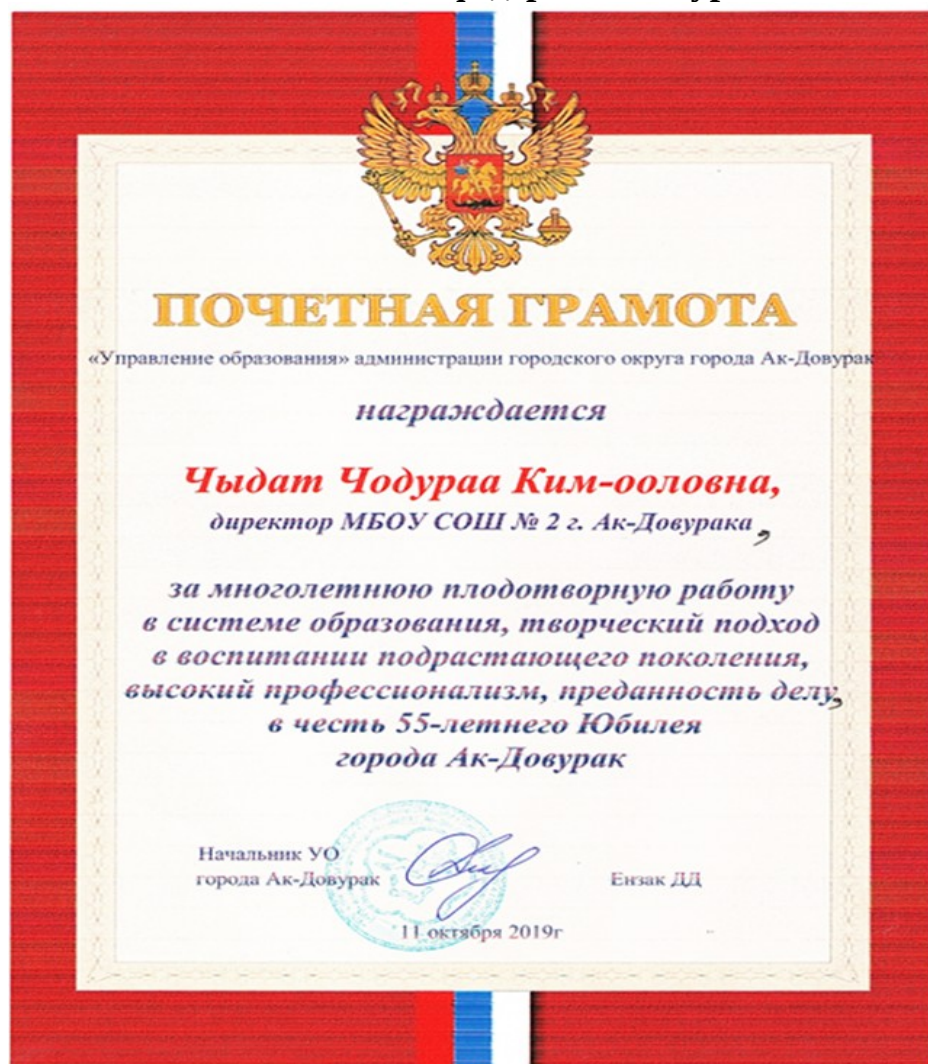 ПОЧЕТНАЯ ГРАМОТА
«Управление образования» администрации городского округа города Ак-Довурак
награждается
Чыдат Чодураа Ким-ооловна,
директор МБОУ СОШ № 2 г. Ак-Довурака,
за многолетнюю плодотворную работу
в системе образования, творческий подход
в воспитании подрастающего поколения,
высокий профессионализм, преданность делу,
в честь 55-летнего Юбилея
города Ак-Довурак
Начальник УО
города Ак-Довурак Ензак ДД
11 октября 2019г